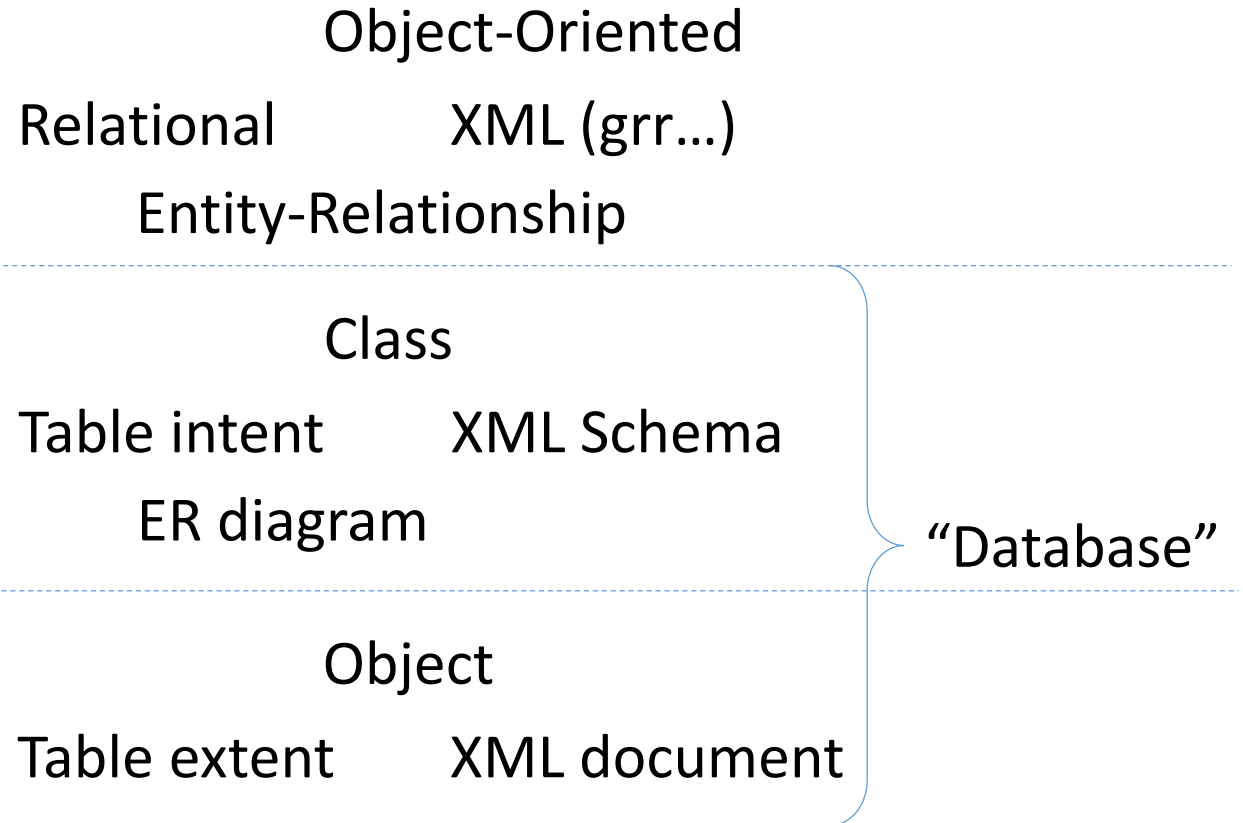 Object-Oriented
Relational XML (grr…)
Entity-Relationship
Class
Table intent XML Schema
ER diagram
“Database”
Object
Table extent XML document